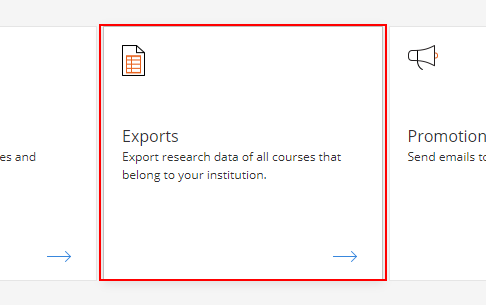 es and
Exports
Export research data of all courses that
belong to your institution.
Promotion
Send emails to